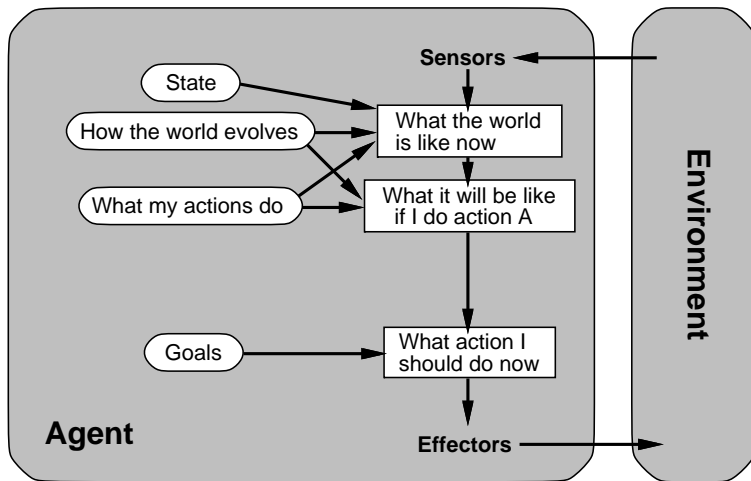 Sensors
State
How the world evolves
What the world
is like now
What my actions do
What it will be like
if I do action A
Goals
What action I
should do now
Agent
Effectors
Environment